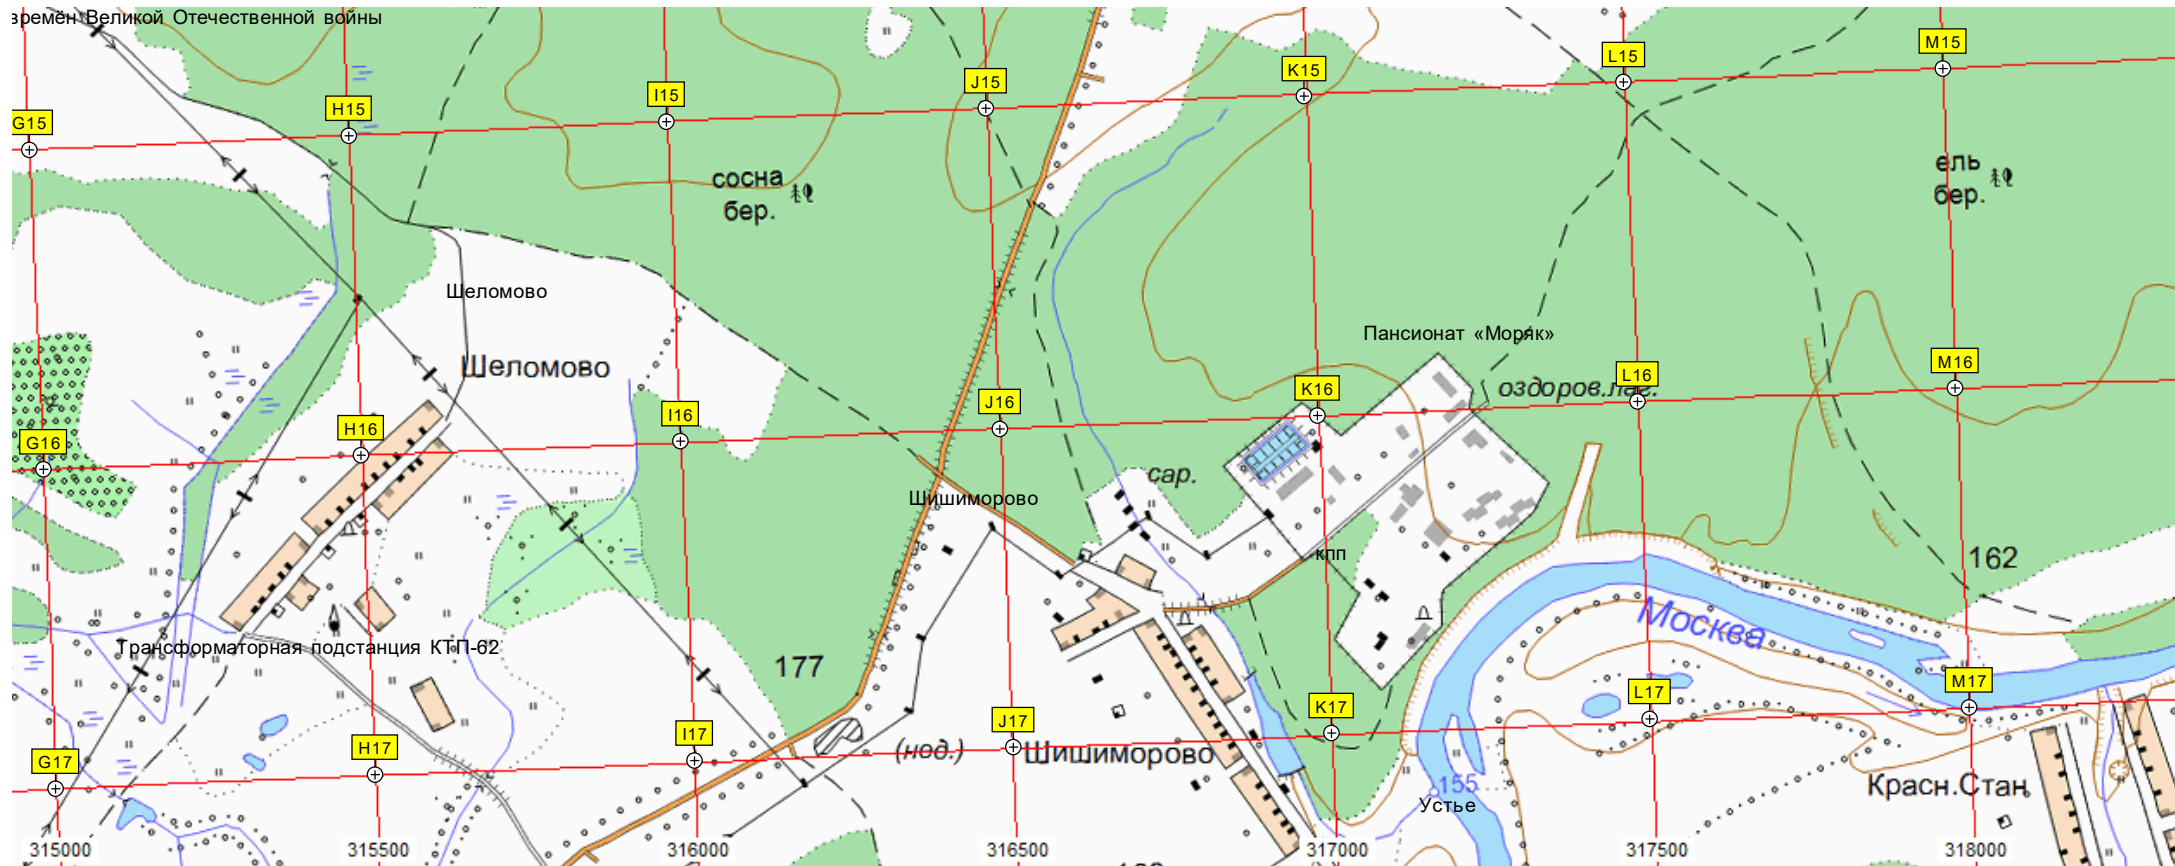 времён Великой Отечественной войны
M15
L15
K15
J15
I15
H15
G15
сосна
бер.
ель
бер.
Шеломово
Пансионат «Моряк»
Шеломово
M16
L16
оздоров.лаг.
K16
J16
I16
H16
G16
сар.
Шишиморово
кпп
162
Москва
Трансформаторная подстанция КТП-62
177
M17
L17
K17
J17
I17
H17
G17
(нод.)
Шишиморово
155
Красн.Стан.
Устье
315000
315500
316000
316500
317000
317500
318000